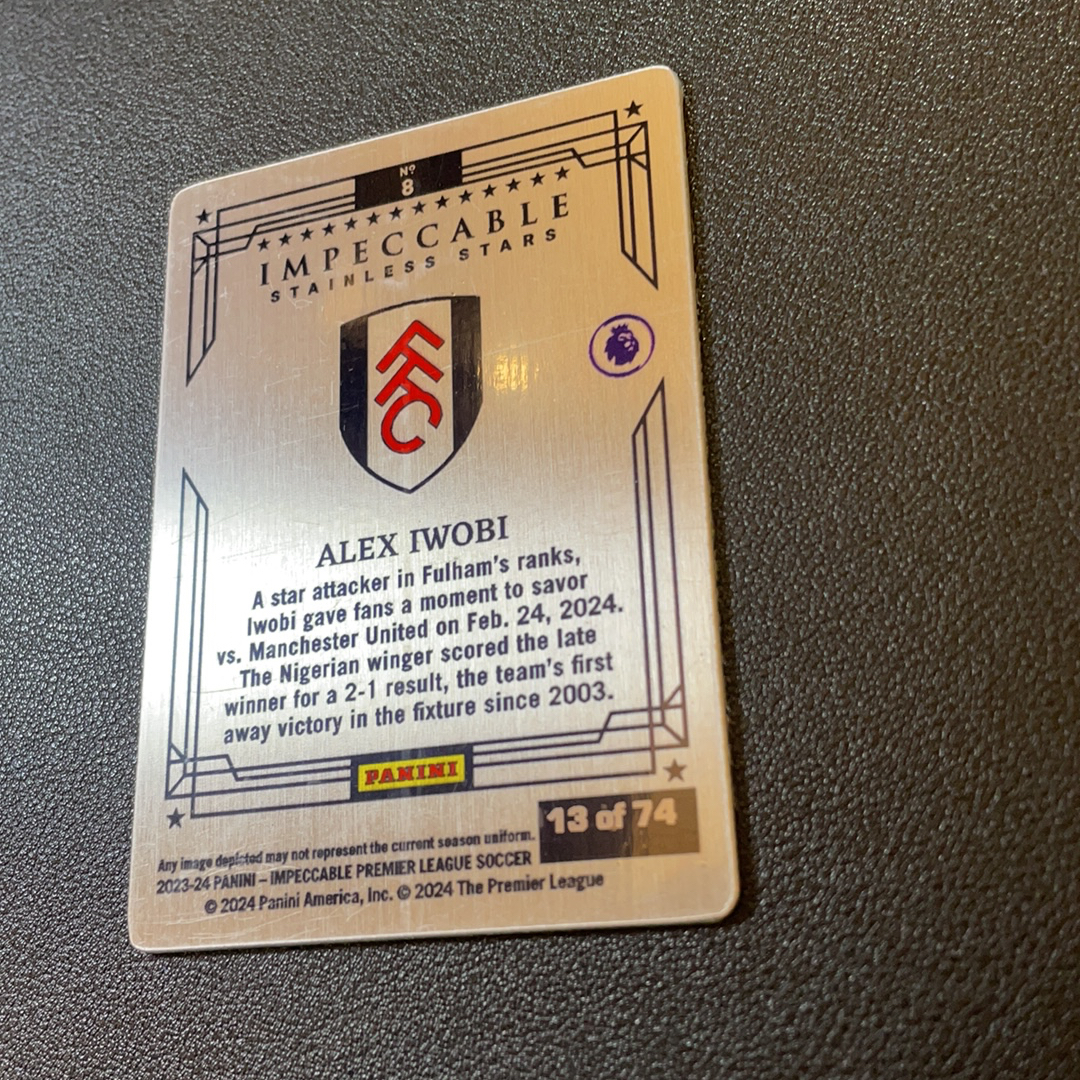 Nº
8
IMPECCABLE
STAINLESS STARS
FFC
ALEX IWOBI
A star attacker in Fulham's ranks,
Iwobi gave fans a moment to savor
vs. Manchester United on Feb. 24, 2024.
The Nigerian winger scored the late
winner for a 2-1 result, the team's first
away victory in the fixture since 2003.
PANINI
13 of 74
Any image depicted may not represent the current season uniform.
2023-24 PANINI – IMPECCABLE PREMIER LEAGUE SOCCER
© 2024 Panini America, Inc. © 2024 The Premier League